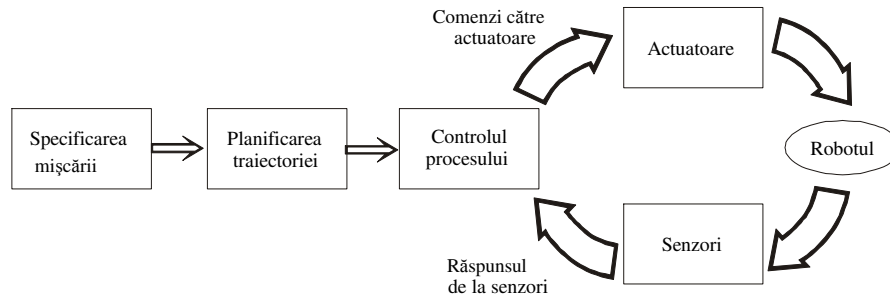 Comenzi către
actuatoare
Actuatoare
Specificarea
mişcării
Planificarea
traiectoriei
Controlul
procesului
Robotul
Senzori
Răspunsul
de la senzori